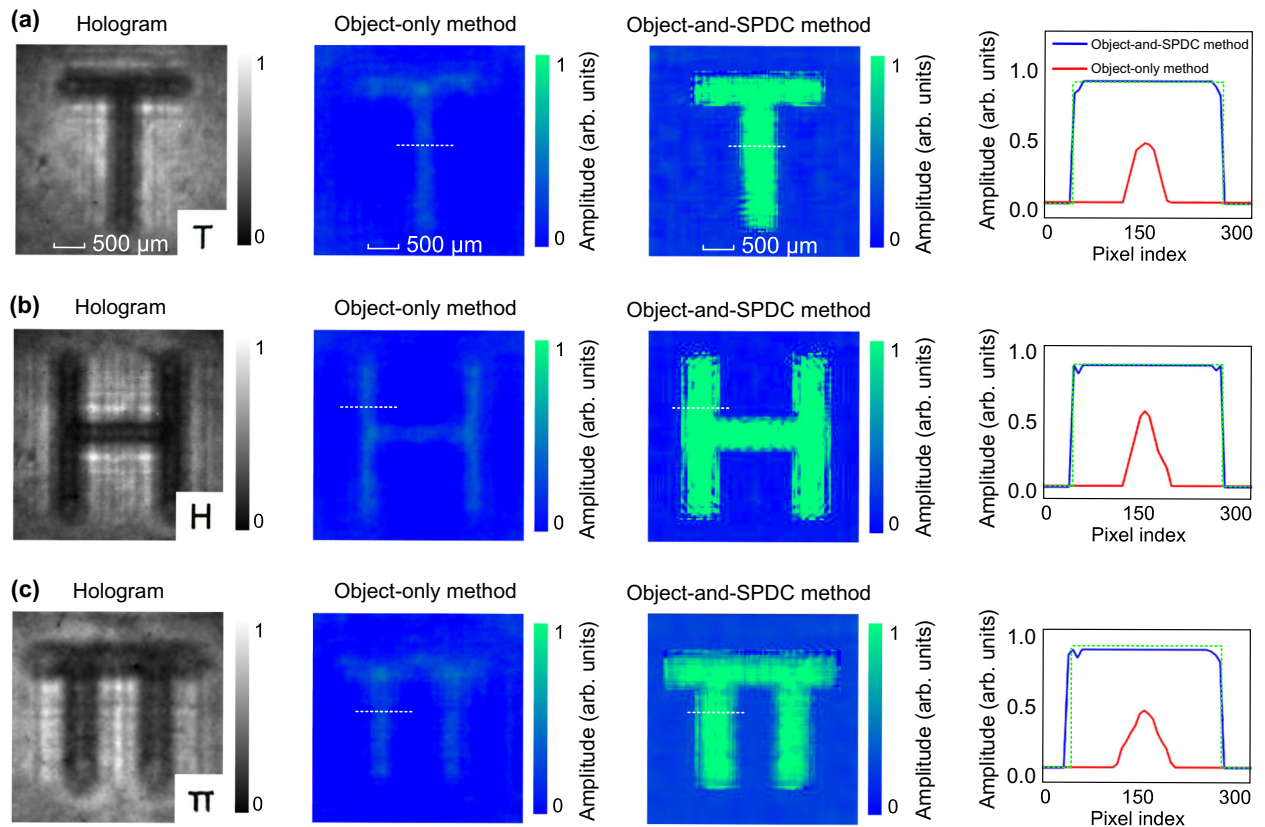 (a)
Hologram
1
0
500 μm
T
Object-only method
1
0
Amplitude (arb. units)
500 μm
Object-and-SPDC method
1
0
Amplitude (arb. units)
500 μm
Object-and-SPDC method
Object-only method
1.0
0.5
0.0
Amplitude (arb. units)
0 150 300
Pixel index
(b)
Hologram
1
0
H
Object-only method
1
0
Amplitude (arb. units)
Object-and-SPDC method
1
0
Amplitude (arb. units)
1.0
0.5
0.0
Amplitude (arb. units)
0 150 300
Pixel index
(c)
Hologram
1
0
π
Object-only method
1
0
Amplitude (arb. units)
Object-and-SPDC method
1
0
Amplitude (arb. units)
1.0
0.5
0.0
Amplitude (arb. units)
0 150 300
Pixel index